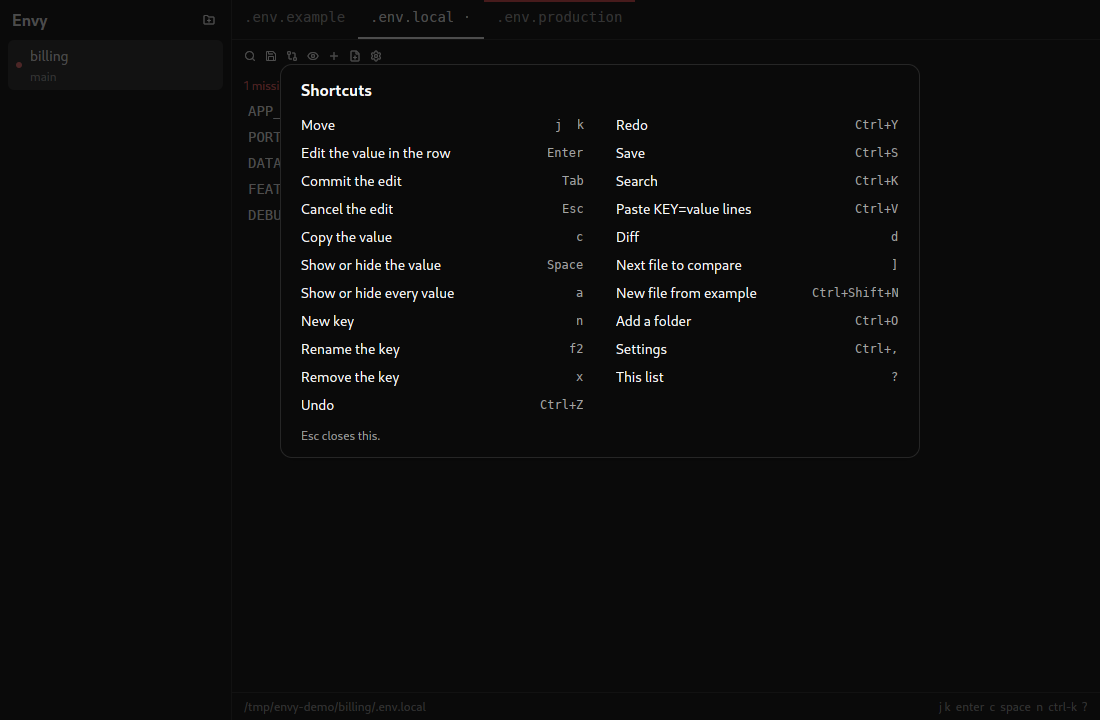 Envy
billing
main
.env.example
.env.local ·
.env.production
1 missi
APP_
PORT
DATA
FEAT
DEBU
Shortcuts
Move j k
Edit the value in the row Enter
Commit the edit Tab
Cancel the edit Esc
Copy the value c
Show or hide the value Space
Show or hide every value a
New key n
Rename the key f2
Remove the key x
Undo Ctrl+Z
Redo Ctrl+Y
Save Ctrl+S
Search Ctrl+K
Paste KEY=value lines Ctrl+V
Diff d
Next file to compare ]
New file from example Ctrl+Shift+N
Add a folder Ctrl+O
Settings Ctrl+,
This list ?
Esc closes this.
/tmp/envy-demo/billing/.env.local
j k enter c space n ctrl-k ?